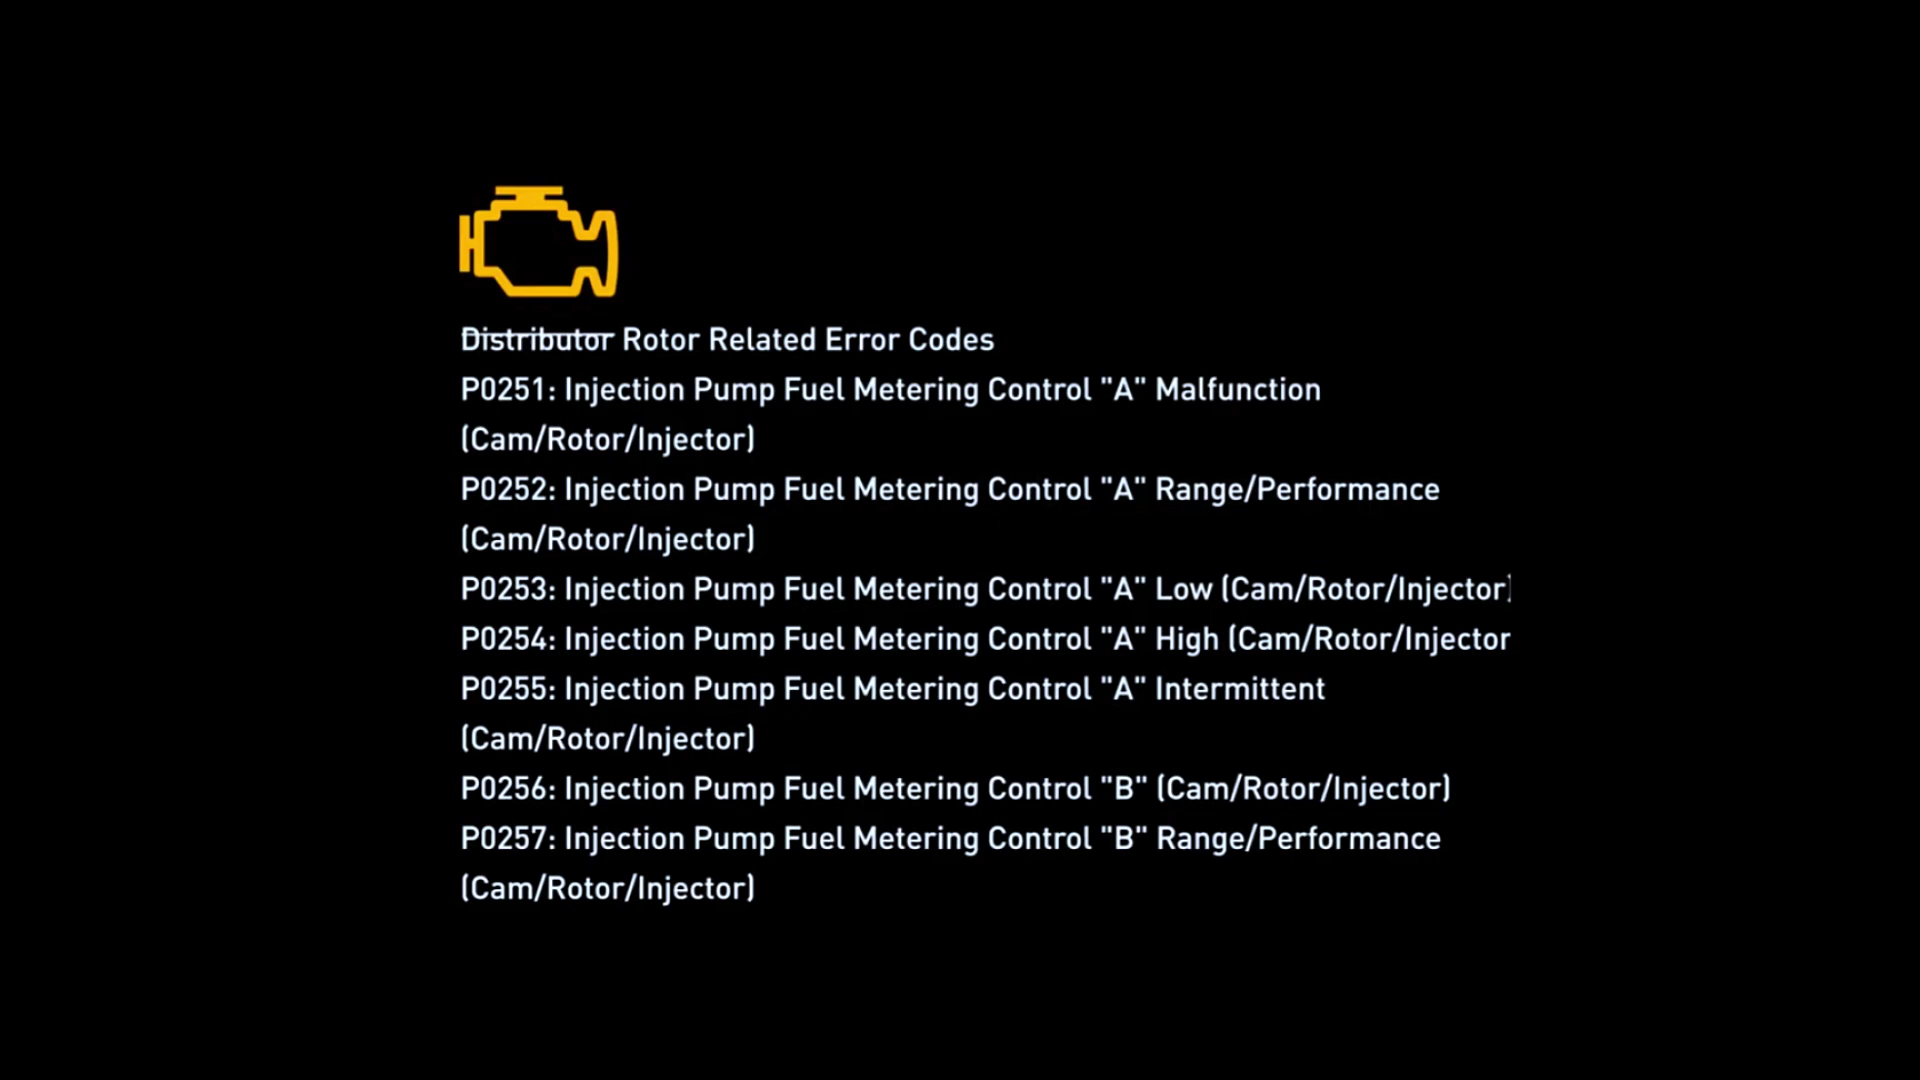 Distributor Rotor Related Error Codes
P0251: Injection Pump Fuel Metering Control "A" Malfunction
(Cam/Rotor/Injector)
P0252: Injection Pump Fuel Metering Control "A" Range/Performance
(Cam/Rotor/Injector)
P0253: Injection Pump Fuel Metering Control "A" Low (Cam/Rotor/Injector)
P0254: Injection Pump Fuel Metering Control "A" High (Cam/Rotor/Injector
P0255: Injection Pump Fuel Metering Control "A" Intermittent
(Cam/Rotor/Injector)
P0256: Injection Pump Fuel Metering Control "B" (Cam/Rotor/Injector)
P0257: Injection Pump Fuel Metering Control "B" Range/Performance
(Cam/Rotor/Injector)